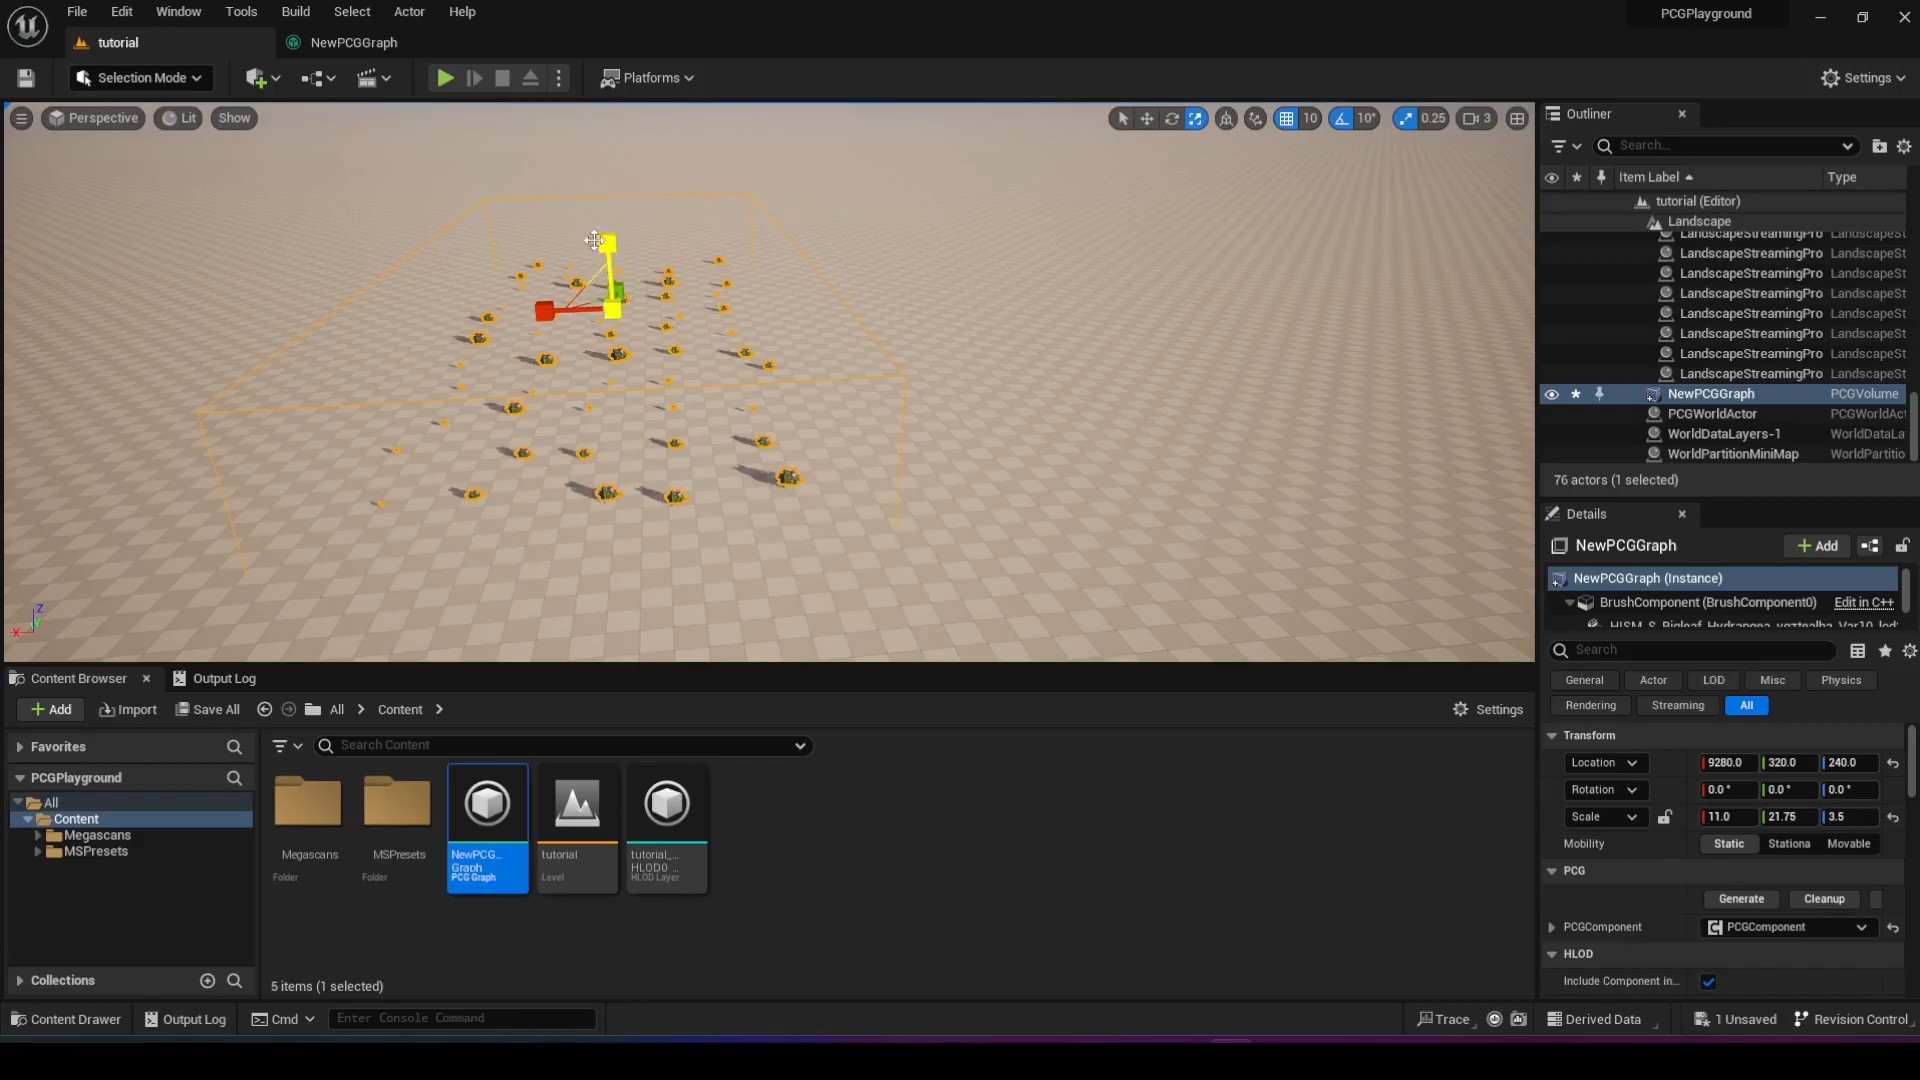 File Edit Window Tools Build Select Actor Help
PCGPlayground
tutorial
NewPCGGraph
Selection Mode
Platforms
Settings
Perspective
Lit
Show
10
10°
0.25
3
Outliner
Search...
Item Label
Type
tutorial (Editor)
Landscape
LandscapeStreamingPro LandscapeSt
LandscapeStreamingPro LandscapeSt
LandscapeStreamingPro LandscapeSt
LandscapeStreamingPro LandscapeSt
LandscapeStreamingPro LandscapeSt
LandscapeStreamingPro LandscapeSt
LandscapeStreamingPro LandscapeSt
LandscapeStreamingPro LandscapeSt
NewPCGGraph PCGVolume
PCGWorldActor PCGWorldAct
WorldDataLayers-1 WorldDataLa
WorldPartitionMiniMap WorldPartitio
76 actors (1 selected)
Details
NewPCGGraph
Add
NewPCGGraph (Instance)
BrushComponent (BrushComponent0) Edit in C++
HISM_S_Bigleaf_Hydrangea_vgztealha_Var10_lod
Search
General Actor LOD Misc Physics
Rendering Streaming All
Transform
Location 9280.0 320.0 240.0
Rotation 0.0° 0.0° 0.0°
Scale 11.0 21.75 3.5
Mobility Static Stationa Movable
PCG
Generate Cleanup
PCGComponent PCGComponent
HLOD
Include Component in...
Z
X
Content Browser
Output Log
Add
Import
Save All
All
Content
Settings
Favorites
PCGPlayground
All
Content
Megascans
MSPresets
Collections
Search Content
Megascans
Folder
MSPresets
Folder
NewPCG...
Graph
PCG Graph
tutorial
Level
tutorial_...
HLOD0_...
HLOD Layer
5 items (1 selected)
Content Drawer
Output Log
Cmd
Enter Console Command
Trace
Derived Data
1 Unsaved
Revision Control